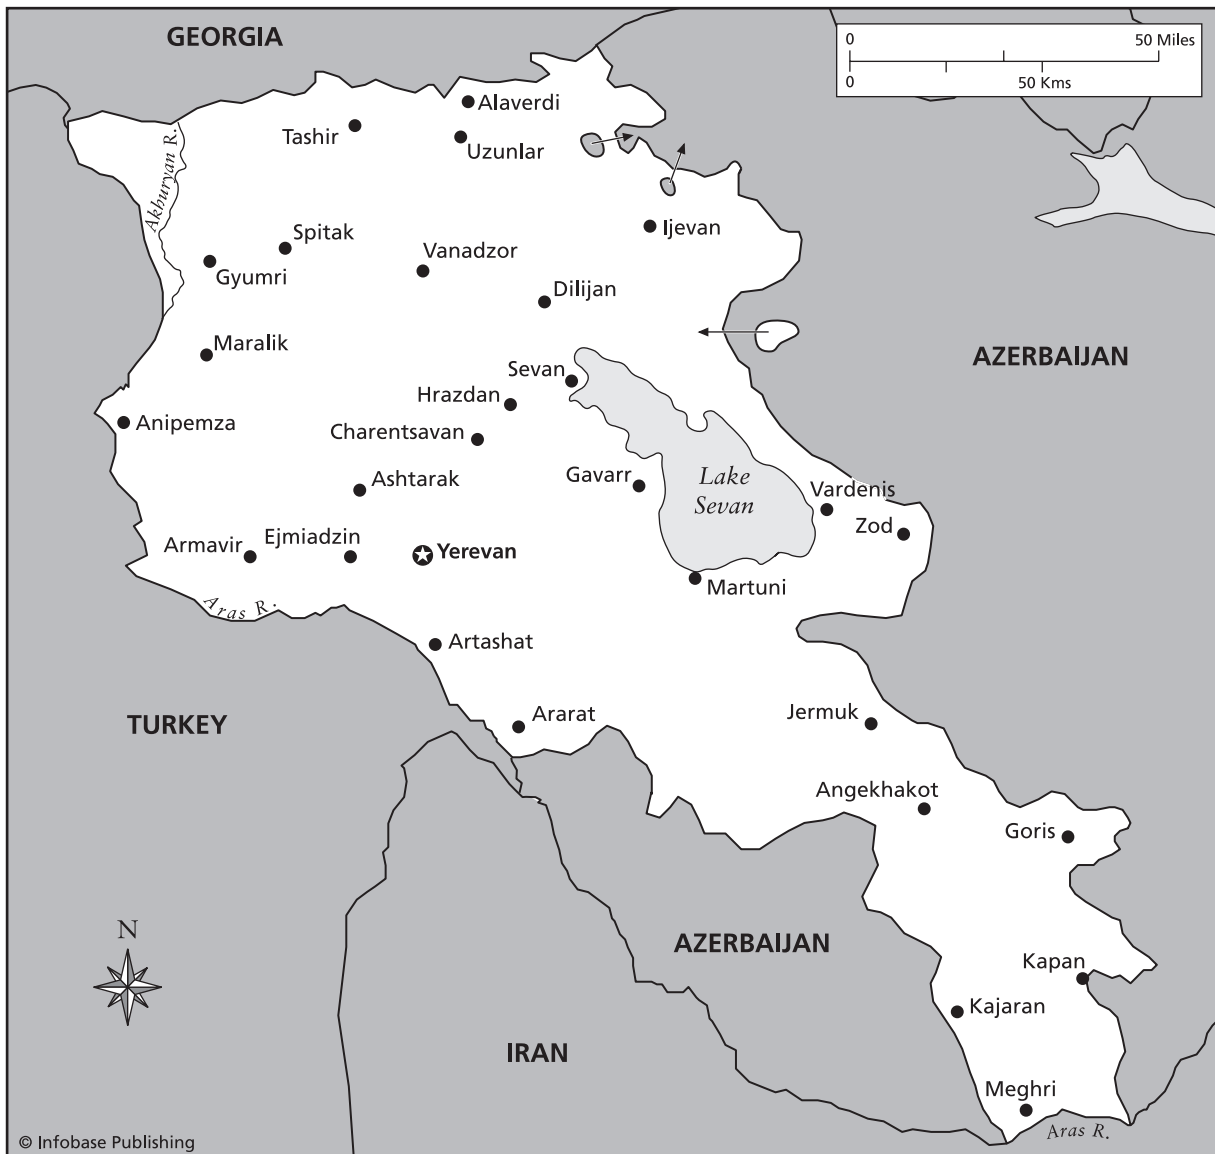 GEORGIA
0
50 Miles
0
50 Kms
Alaverdi
Tashir
Uzunlar
Akhuryan R.
Ijevan
Spitak
Vanadzor
Gyumri
Dilijan
Maralik
AZERBAIJAN
Sevan
Hrazdan
Anipemza
Charentsavan
Ashtarak
Gavarr
Lake
Sevan
Vardenis
Zod
Armavir
Ejmiadzin
Yerevan
Martuni
Aras R.
Artashat
TURKEY
Ararat
Jermuk
Angekhakot
Goris
N
AZERBAIJAN
Kapan
Kajaran
IRAN
Meghri
Aras R.
© Infobase Publishing